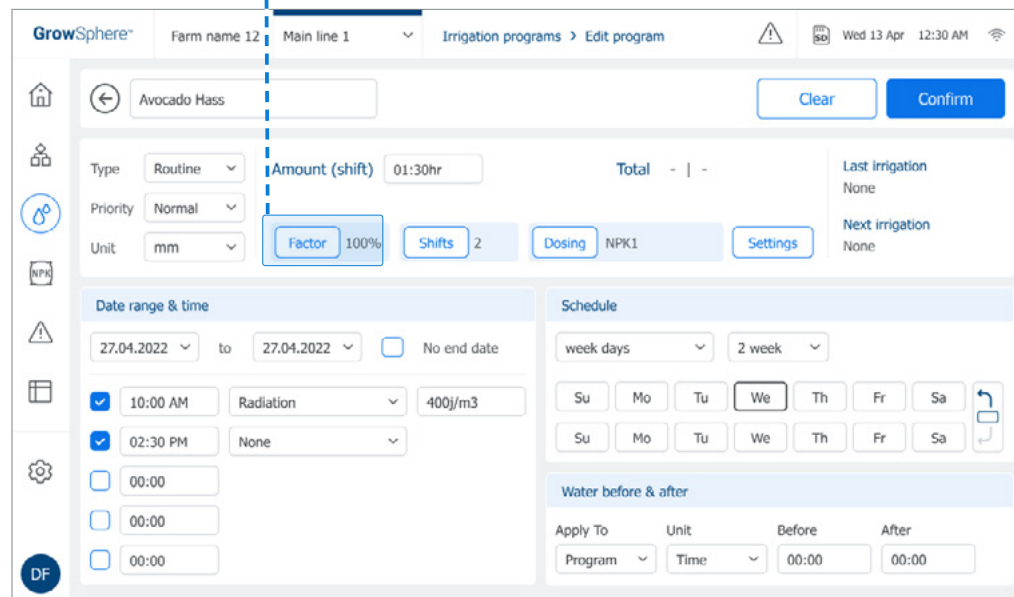 GrowSphere™ Farm name 12 Main line 1 Irrigation programs > Edit program SD Wed 13 Apr 12:30 AM
Avocado Hass Clear Confirm
Type Routine Amount (shift) 01:30hr Total - | - Last irrigation
None
Priority Normal
Next irrigation
Unit mm Factor 100% Shifts 2 Dosing NPK1 Settings None
NPK
Date range & time
27.04.2022 to 27.04.2022 No end date
10:00 AM Radiation 400j/m3
02:30 PM None
00:00
00:00
00:00
Schedule
week days 2 week
Su Mo Tu We Th Fr Sa
Su Mo Tu We Th Fr Sa
Water before & after
Apply To Unit Before After
Program Time 00:00 00:00
DF